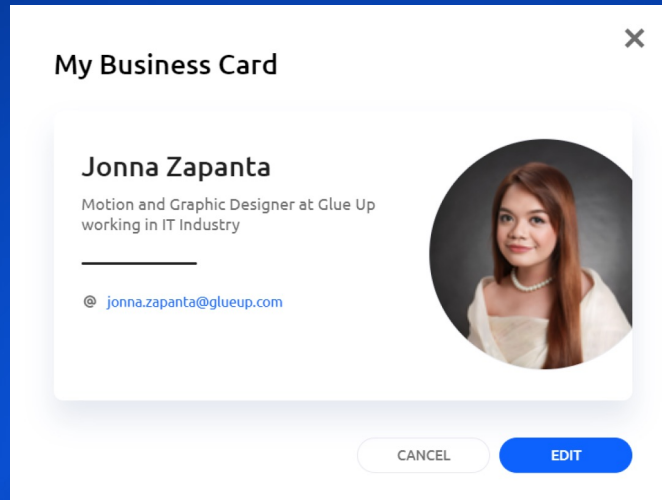 My Business Card
Jonna Zapanta
Motion and Graphic Designer at Glue Up
working in IT Industry
@ jonna.zapanta@glueup.com
CANCEL
EDIT